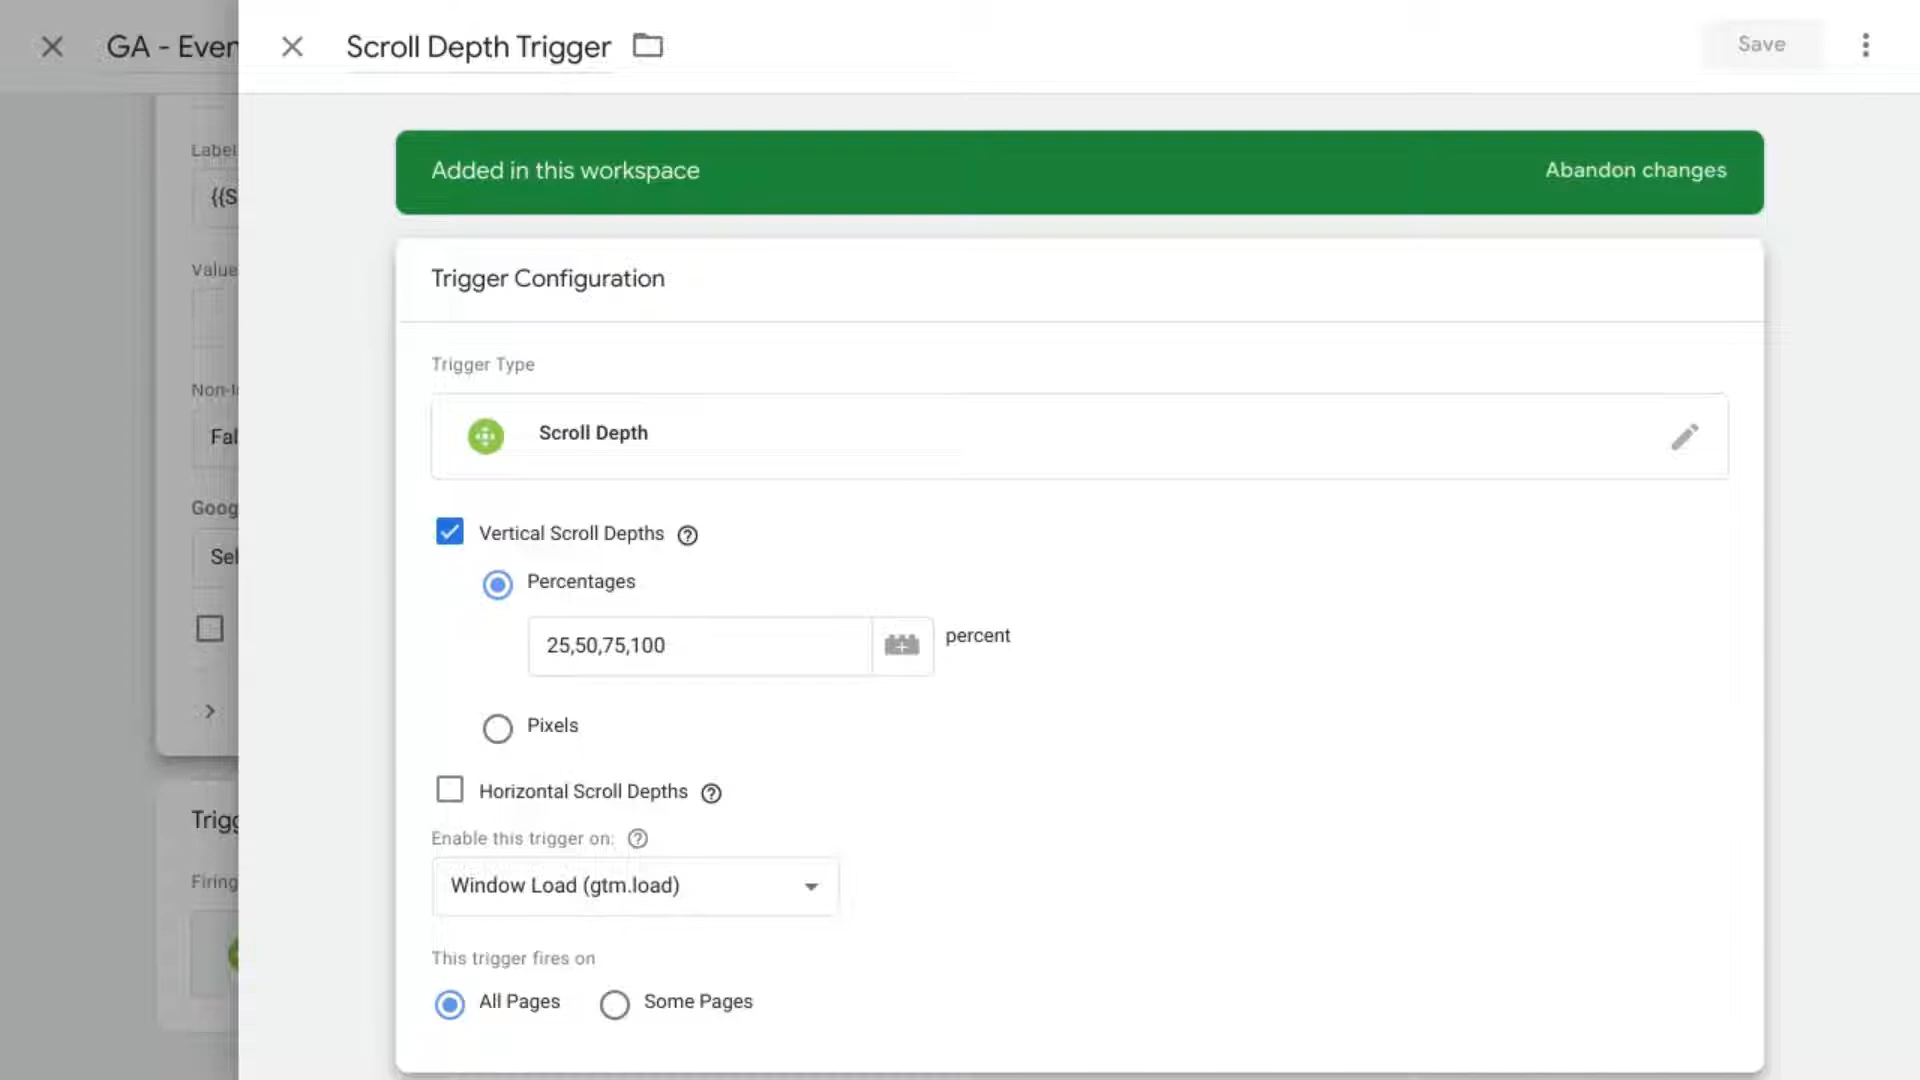 GA - Even
Scroll Depth Trigger
Save
Added in this workspace
Abandon changes
Label
{{S
Value
Trigger Configuration
Trigger Type
Scroll Depth
Non-I
Fal
Goog
Sel
Vertical Scroll Depths
Percentages
25,50,75,100
percent
Pixels
Horizontal Scroll Depths
Enable this trigger on:
Window Load (gtm.load)
Trigg
Firing
This trigger fires on
All Pages
Some Pages